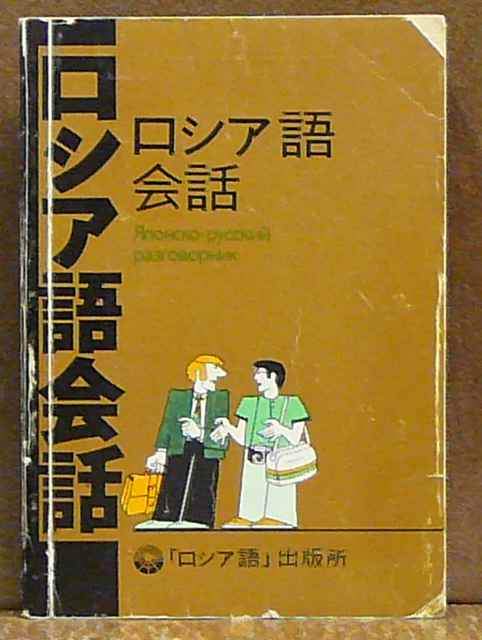 ロシア語会話
ロシア語
会話
Японско-русский
разговорник
「ロシア語」出版所